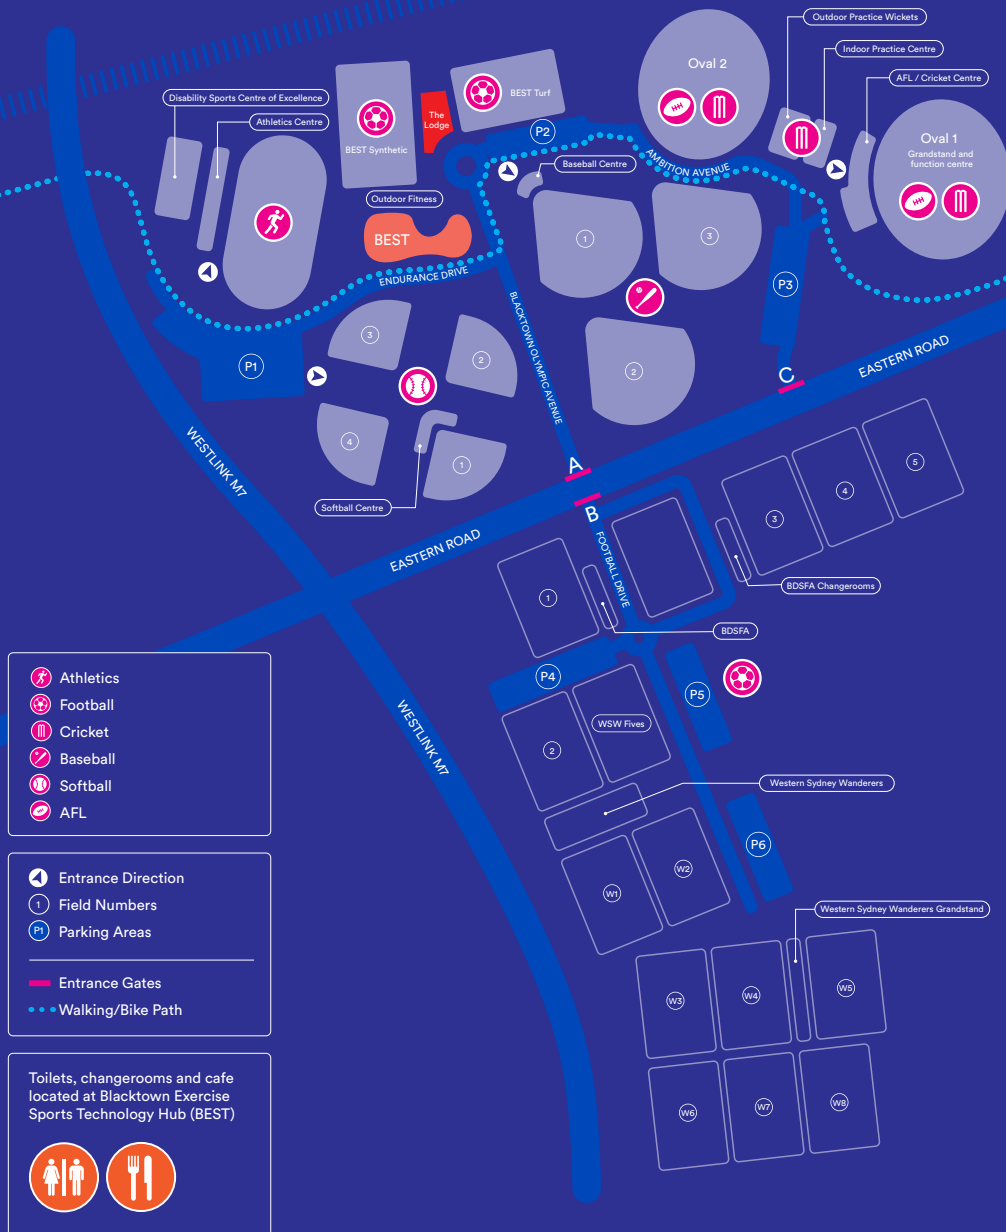 Outdoor Practice Wickets
Indoor Practice Centre
AFL / Cricket Centre
Oval 2
Oval 1
Grandstand and
function centre
Disability Sports Centre of Excellence
Athletics Centre
BEST Synthetic
The
Lodge
BEST Turf
P2
AMBITION AVENUE
Baseball Centre
Outdoor Fitness
BEST
ENDURANCE DRIVE
1
3
2
P3
C
EASTERN ROAD
P1
3
2
4
1
Softball Centre
BLACKTOWN OLYMPIC AVENUE
A
B
WESTLINK M7
EASTERN ROAD
FOOTBALL DRIVE
1
3
4
5
BDSFA Changerooms
BDSFA
P4
P5
2
WSW Fives
WESTLINK M7
Western Sydney Wanderers
P6
W1
W2
Western Sydney Wanderers Grandstand
W3
W4
W5
W6
W7
W8
Athletics
Football
Cricket
Baseball
Softball
AFL
Entrance Direction
1 Field Numbers
P1 Parking Areas
Entrance Gates
Walking/Bike Path
Toilets, changerooms and cafe
located at Blacktown Exercise
Sports Technology Hub (BEST)